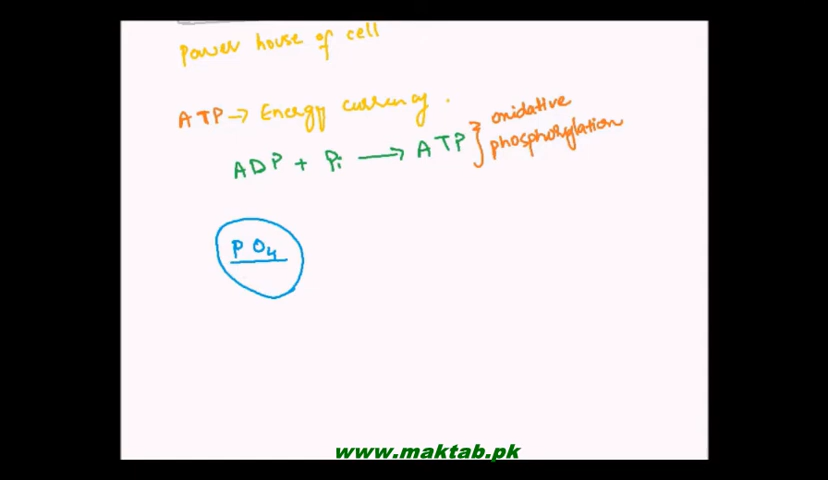 Power house of cell
ATP → Energy currency.
oxidative
phosphorylation
ADP + Pi → ATP
PO4
www.maktab.pk